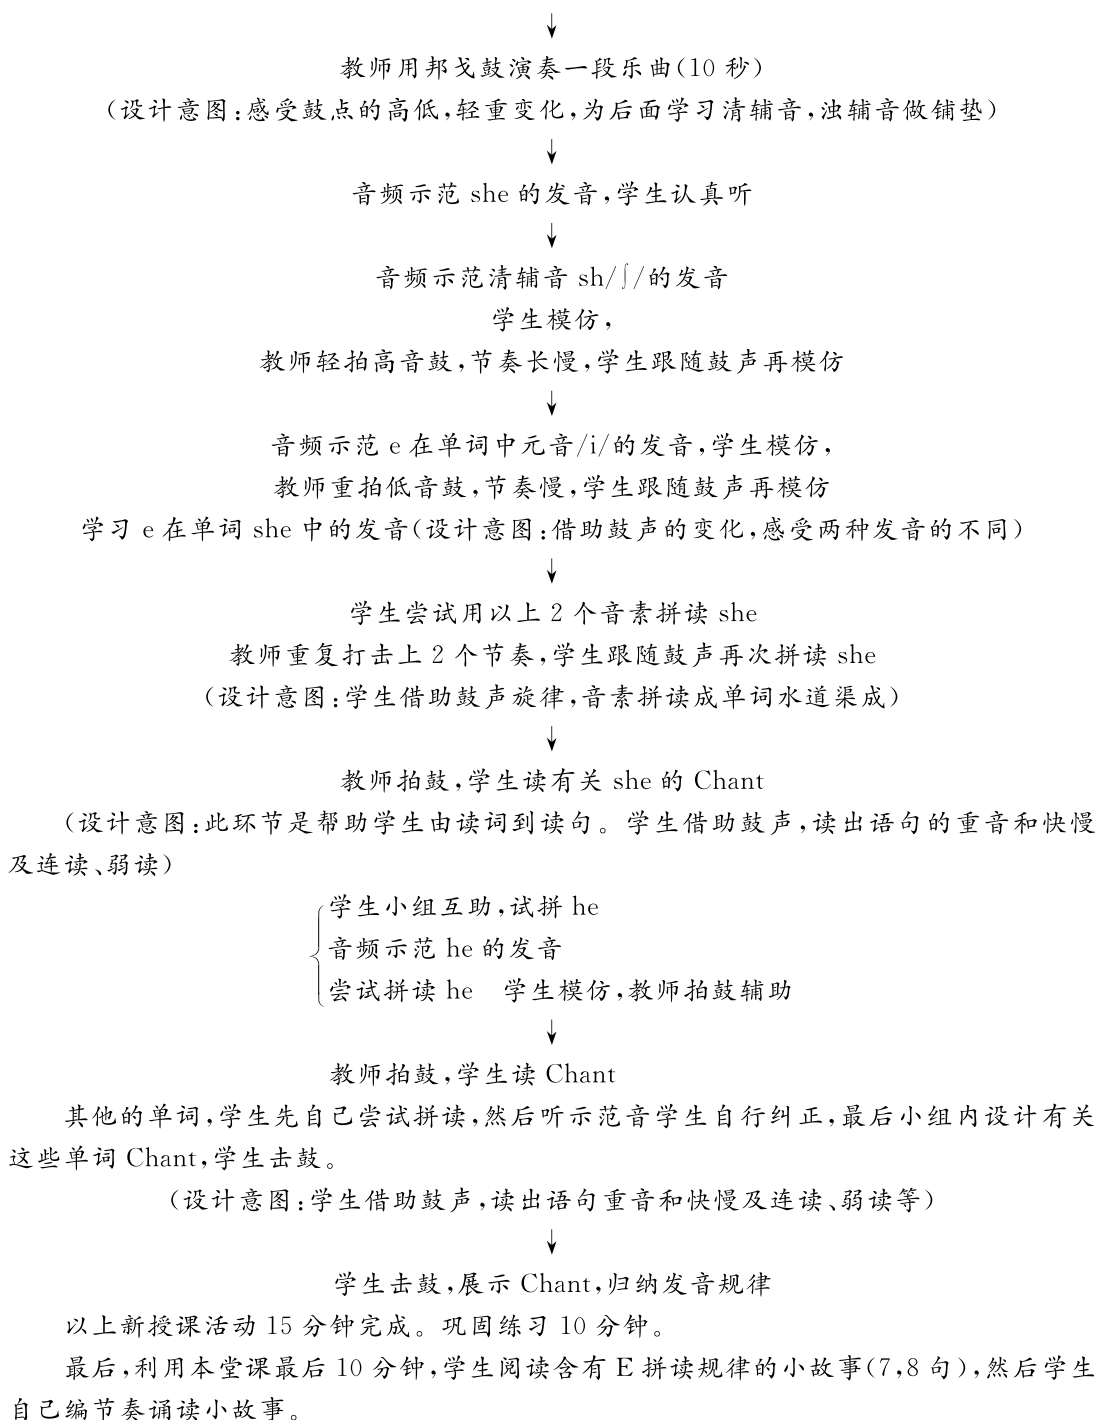 ↓
教师用邦戈鼓演奏一段乐曲(10 秒)
(设计意图:感受鼓点的高低,轻重变化,为后面学习清辅音,浊辅音做铺垫)
↓
音频示范 she 的发音,学生认真听
↓
音频示范清辅音 sh/ʃ/的发音
学生模仿,
教师轻拍高音鼓,节奏长慢,学生跟随鼓声再模仿
↓
音频示范 e 在单词中元音/i/的发音,学生模仿,
教师重拍低音鼓,节奏慢,学生跟随鼓声再模仿
学习 e 在单词 she 中的发音(设计意图:借助鼓声的变化,感受两种发音的不同)
↓
学生尝试用以上 2 个音素拼读 she
教师重复打击上 2 个节奏,学生跟随鼓声再次拼读 she
(设计意图:学生借助鼓声旋律,音素拼读成单词水道渠成)
↓
教师拍鼓,学生读有关 she 的 Chant
(设计意图:此环节是帮助学生由读词到读句。学生借助鼓声,读出语句的重音和快慢
及连读、弱读)
学生小组互助,试拼 he
音频示范 he 的发音
尝试拼读 he　学生模仿,教师拍鼓辅助
↓
教师拍鼓,学生读 Chant
其他的单词,学生先自己尝试拼读,然后听示范音学生自行纠正,最后小组内设计有关
这些单词 Chant,学生击鼓。
(设计意图:学生借助鼓声,读出语句重音和快慢及连读、弱读等)
↓
学生击鼓,展示 Chant,归纳发音规律
以上新授课活动 15 分钟完成。巩固练习 10 分钟。
最后,利用本堂课最后 10 分钟,学生阅读含有 E 拼读规律的小故事(7,8 句),然后学生
自己编节奏诵读小故事。